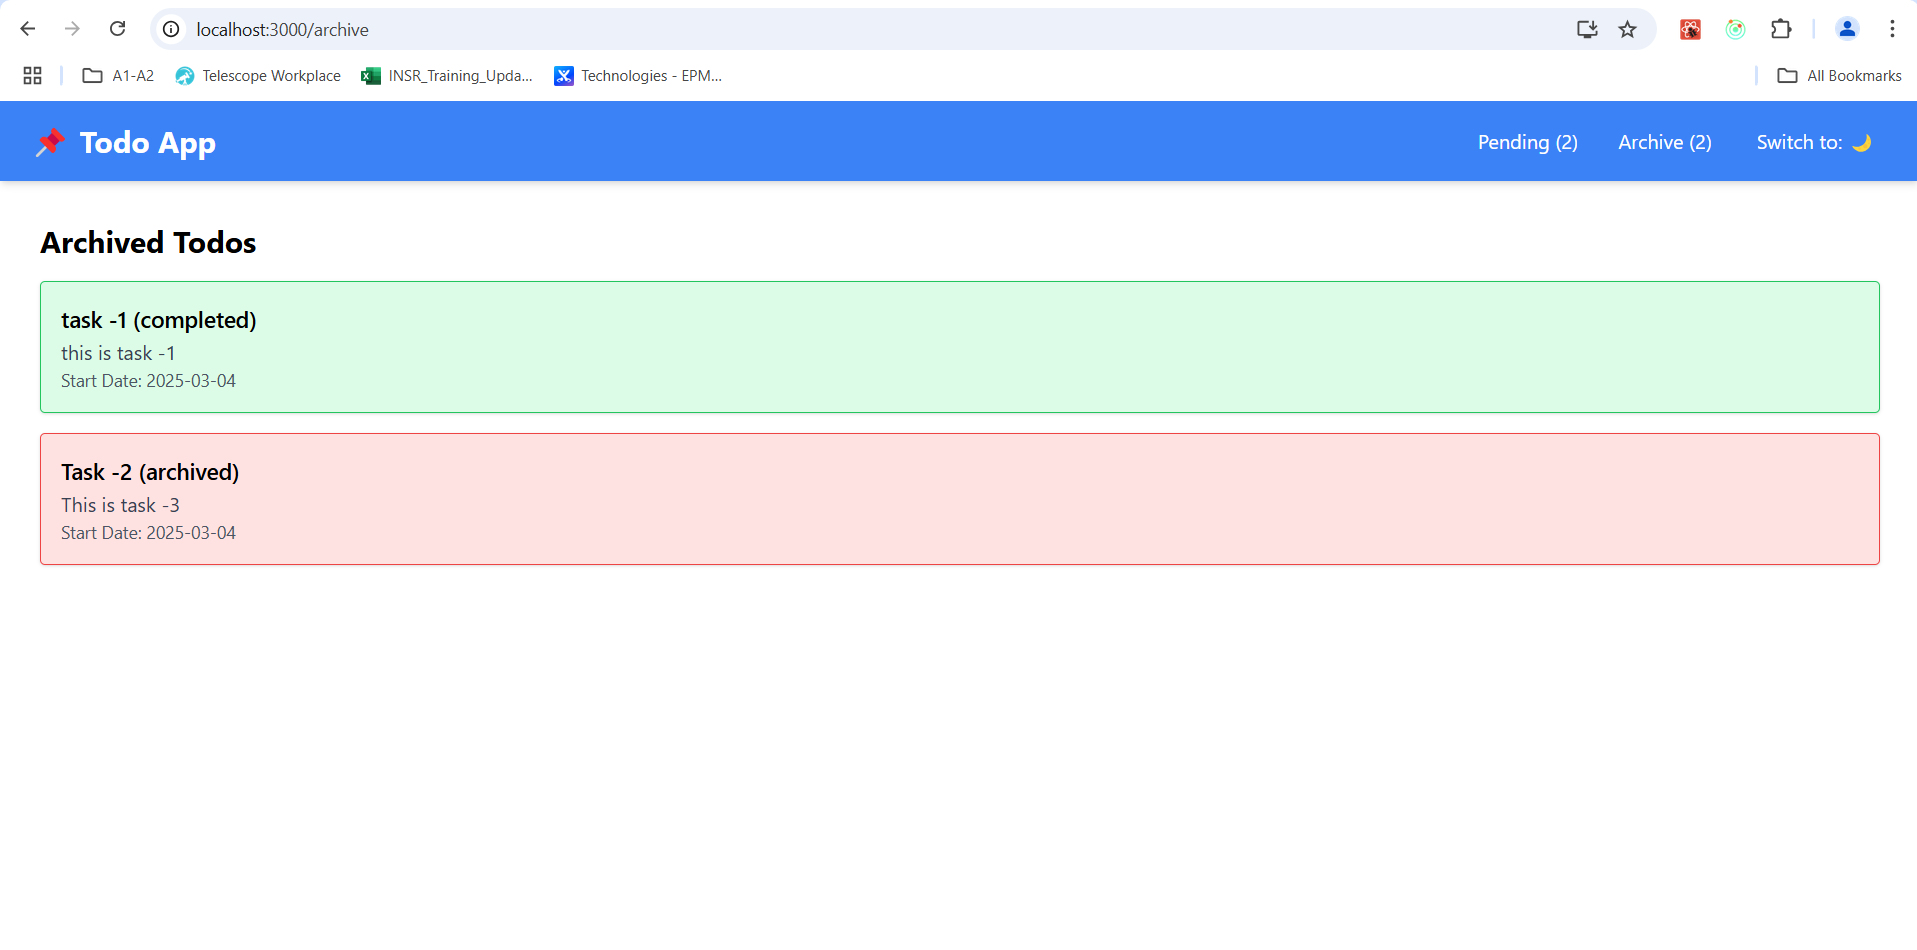 localhost:3000/archive
A1-A2
Telescope Workplace
INSR_Training_Upda...
Technologies - EPM...
All Bookmarks
Todo App
Pending (2)
Archive (2)
Switch to:
Archived Todos
task -1 (completed)
this is task -1
Start Date: 2025-03-04
Task -2 (archived)
This is task -3
Start Date: 2025-03-04